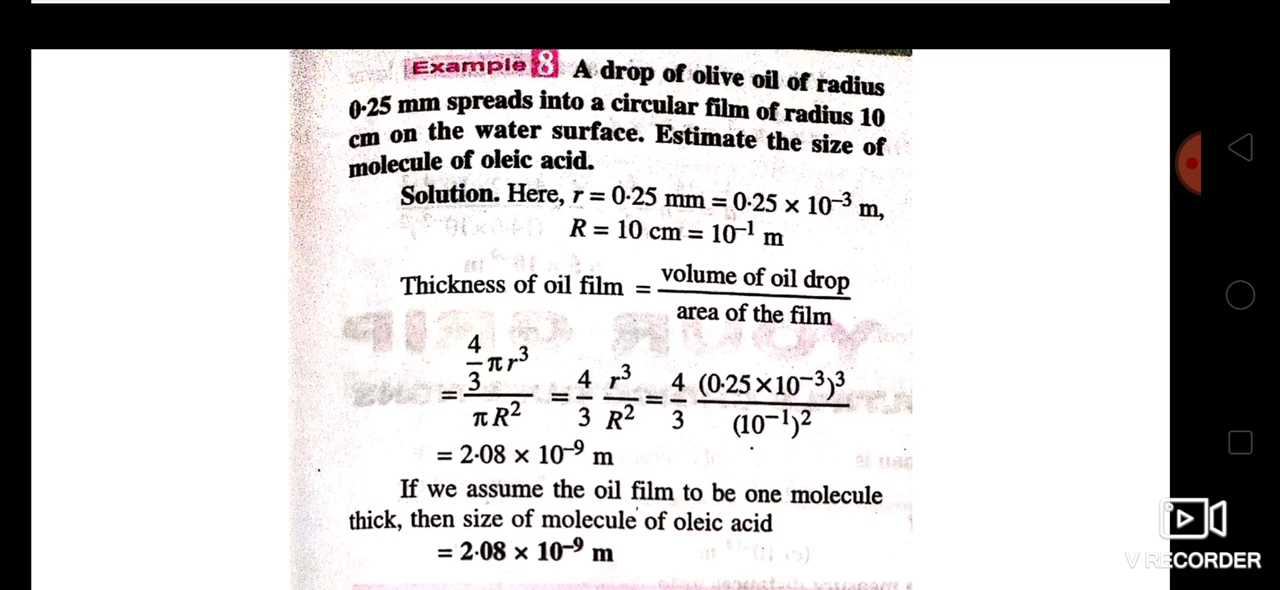 Example 8 A drop of olive oil of radius
0·25 mm spreads into a circular film of radius 10
cm on the water surface. Estimate the size of
molecule of oleic acid.
Solution. Here, r = 0·25 mm = 0·25 × 10⁻³ m,
R = 10 cm = 10⁻¹ m
Thickness of oil film = volume of oil drop / area of the film
= (4/3 π r³) / (π R²) = 4/3 r³/R² = 4/3 (0·25 × 10⁻³)³ / (10⁻¹)²
= 2·08 × 10⁻⁹ m
If we assume the oil film to be one molecule
thick, then size of molecule of oleic acid
= 2·08 × 10⁻⁹ m
V RECORDER